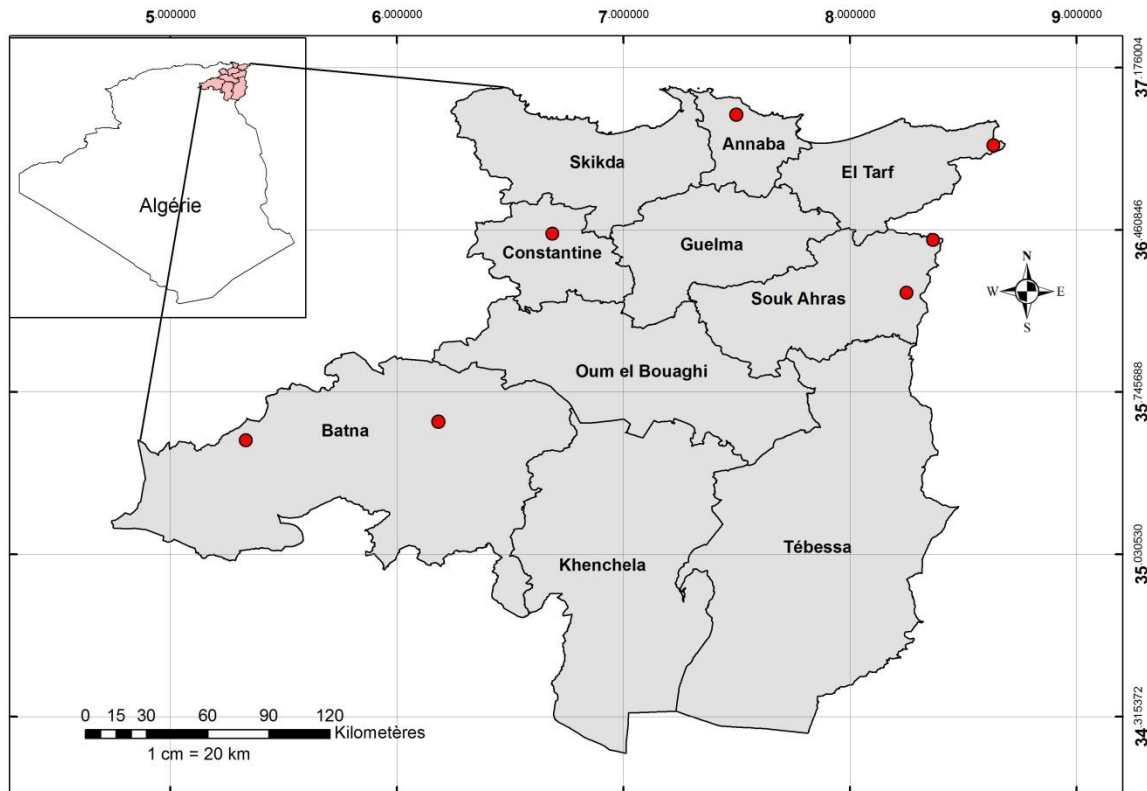 5.000000 6.000000 7.000000 8.000000 9.000000
37.176004
Annaba
Skikda
El Tarf
Algérie
36.460846
Guelma
Constantine
N
W E
S
Souk Ahras
Oum el Bouaghi
35.745688
Batna
Tébessa
35.030530
Khenchela
34.315372
0 15 30 60 90 120
Kilometères
1 cm = 20 km